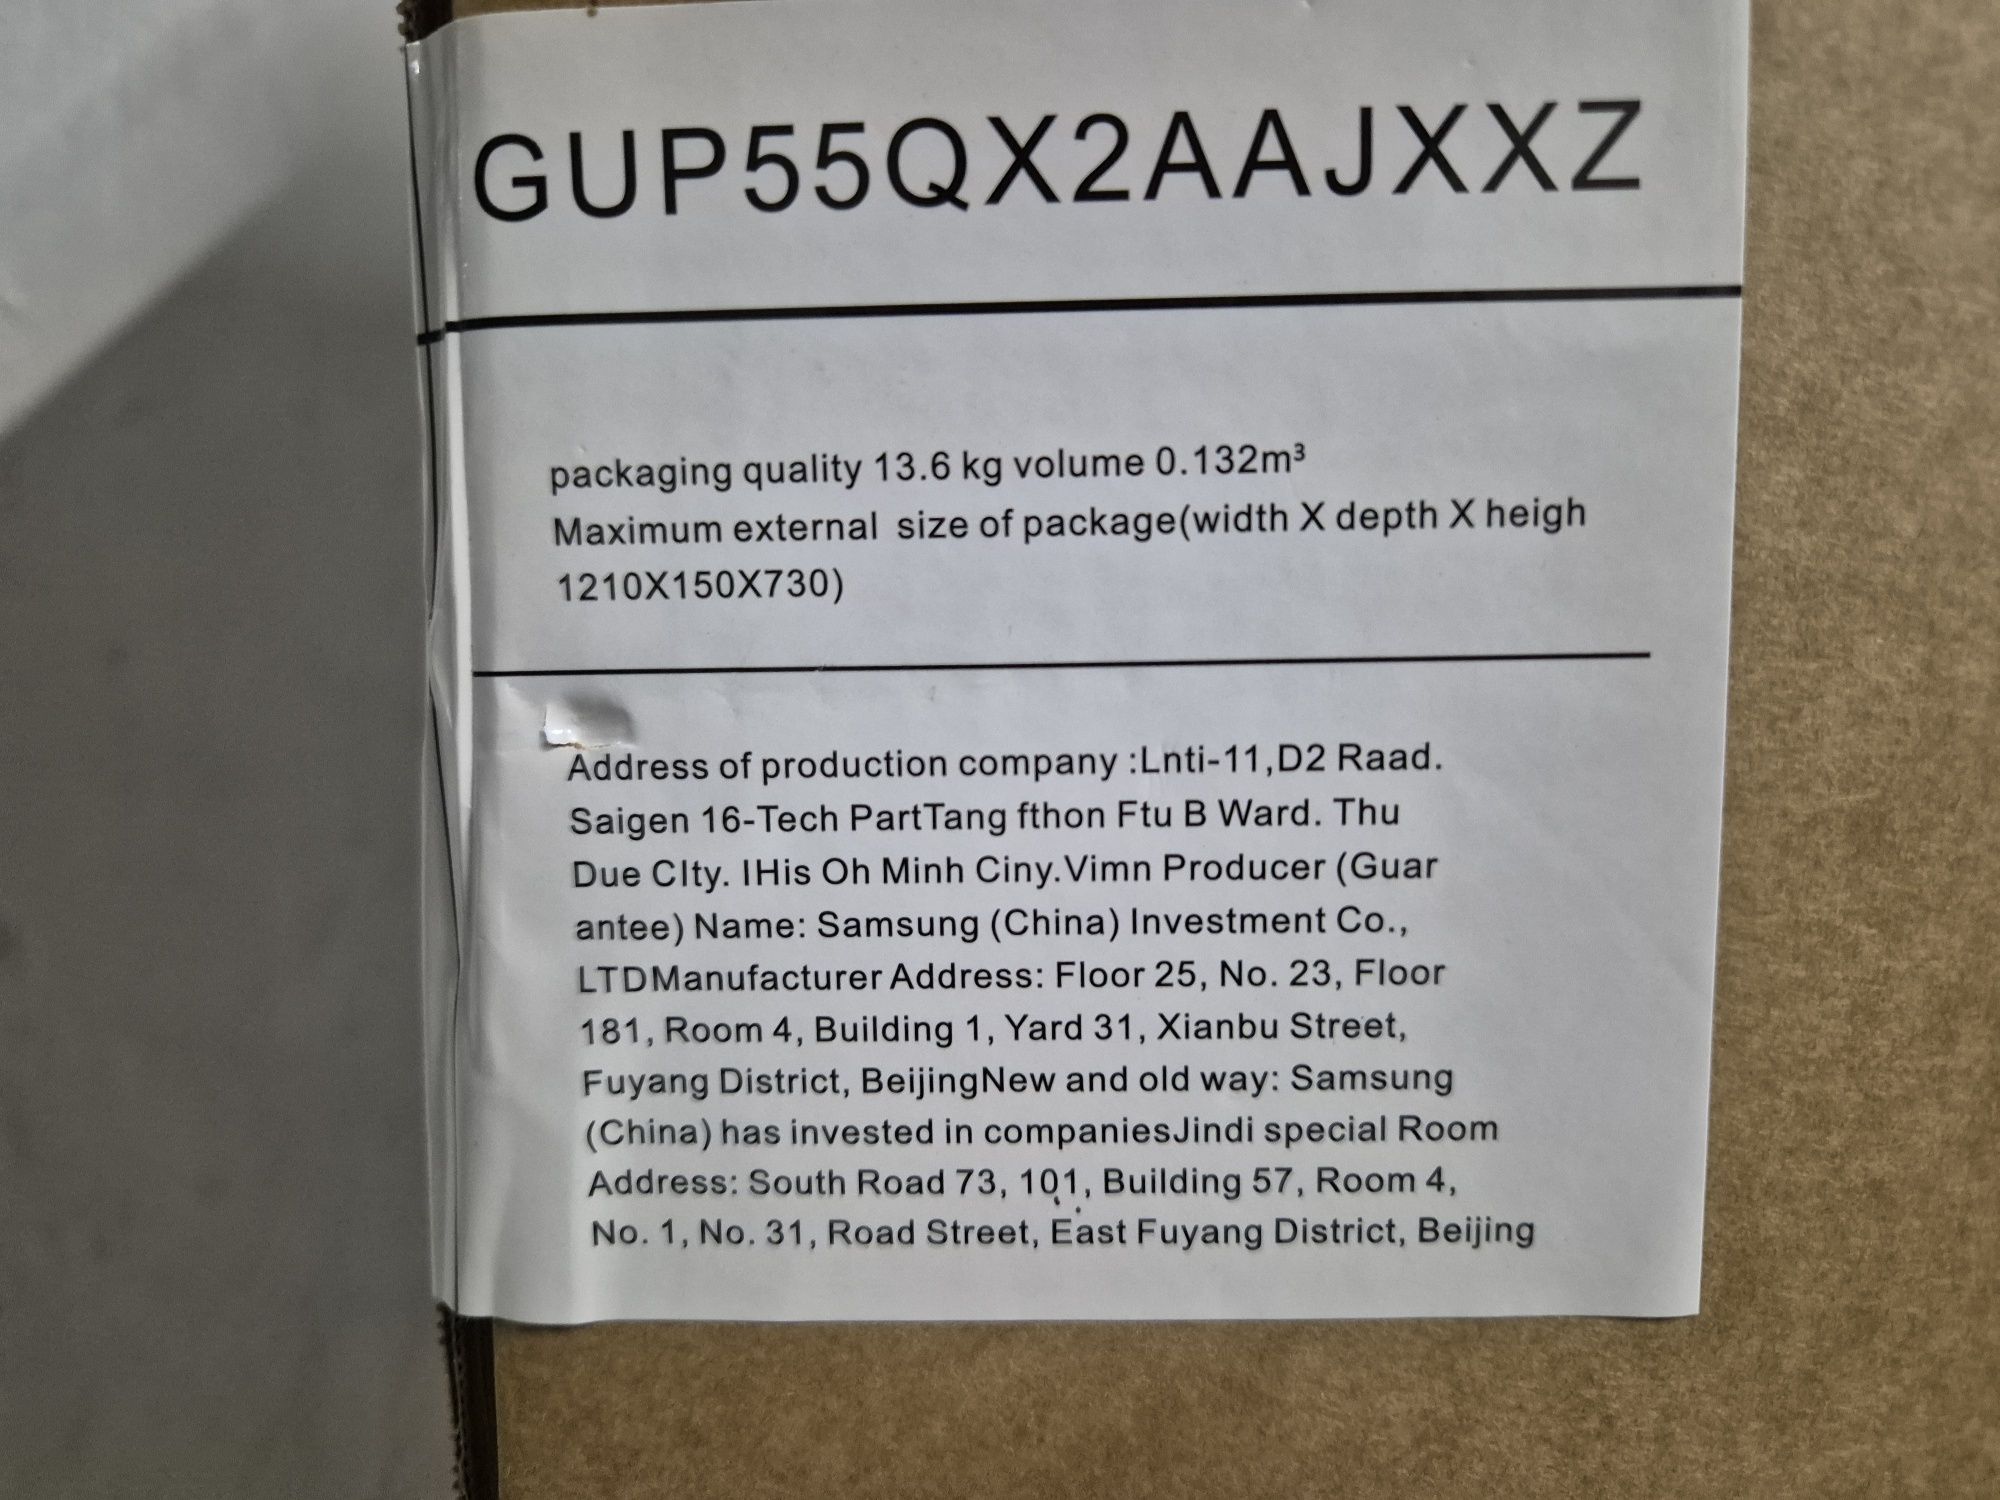 GUP55QX2AAJXXZ
packaging quality 13.6 kg volume 0.132m³
Maximum external size of package(width X depth X heigh
1210X150X730)
Address of production company :Lnti-11,D2 Raad.
Saigen 16-Tech PartTang fthon Ftu B Ward. Thu
Due CIty. IHis Oh Minh Ciny.Vimn Producer (Guar
antee) Name: Samsung (China) Investment Co.,
LTDManufacturer Address: Floor 25, No. 23, Floor
181, Room 4, Building 1, Yard 31, Xianbu Street,
Fuyang District, BeijingNew and old way: Samsung
(China) has invested in companiesJindi special Room
Address: South Road 73, 101, Building 57, Room 4,
No. 1, No. 31, Road Street, East Fuyang District, Beijing